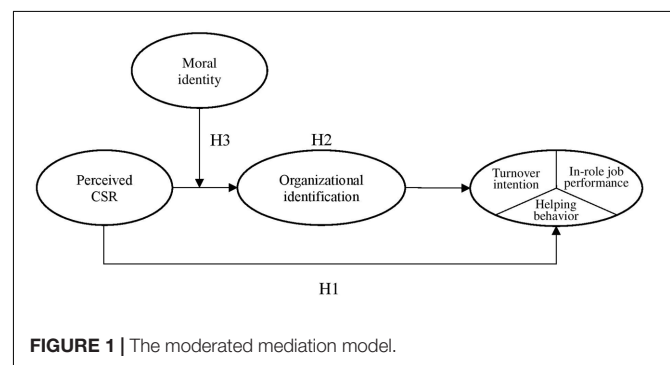 Moral
identity
H3
H2
Perceived
CSR
Organizational
identification
Turnover
intention
In-role job
performance
Helping
behavior
H1
FIGURE 1 | The moderated mediation model.